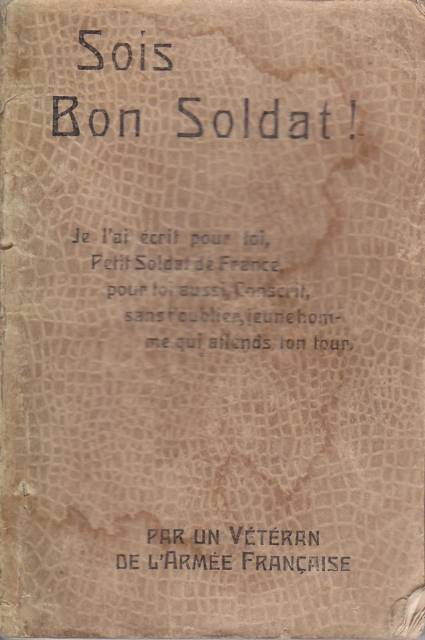 Sois
Bon Soldat!
Je l'ai écrit pour toi,
Petit Soldat de France
pour toi aussi, Conscrit,
sans t'oublier, jeune hom-
me qui attends ton tour.
PAR UN VÉTÉRAN
DE L'ARMÉE FRANÇAISE